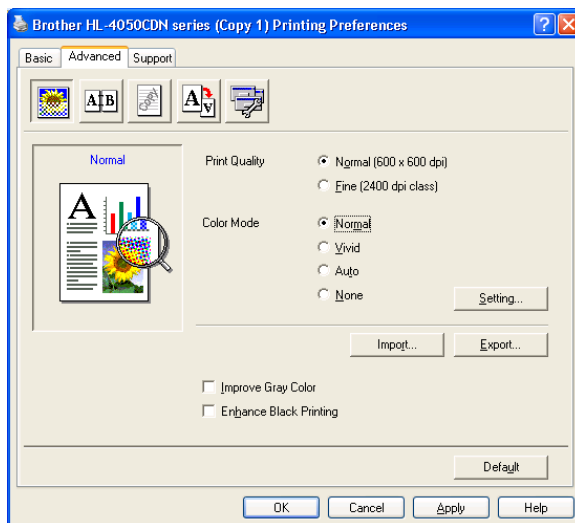 Brother HL-4050CDN series (Copy 1) Printing Preferences
Basic Advanced Support
A B
Copy
A A
Normal
A
Print Quality
Normal (600 x 600 dpi)
Fine (2400 dpi class)
Color Mode
Normal
Vivid
Auto
None
Setting...
Import...
Export...
Improve Gray Color
Enhance Black Printing
Default
OK Cancel Apply Help